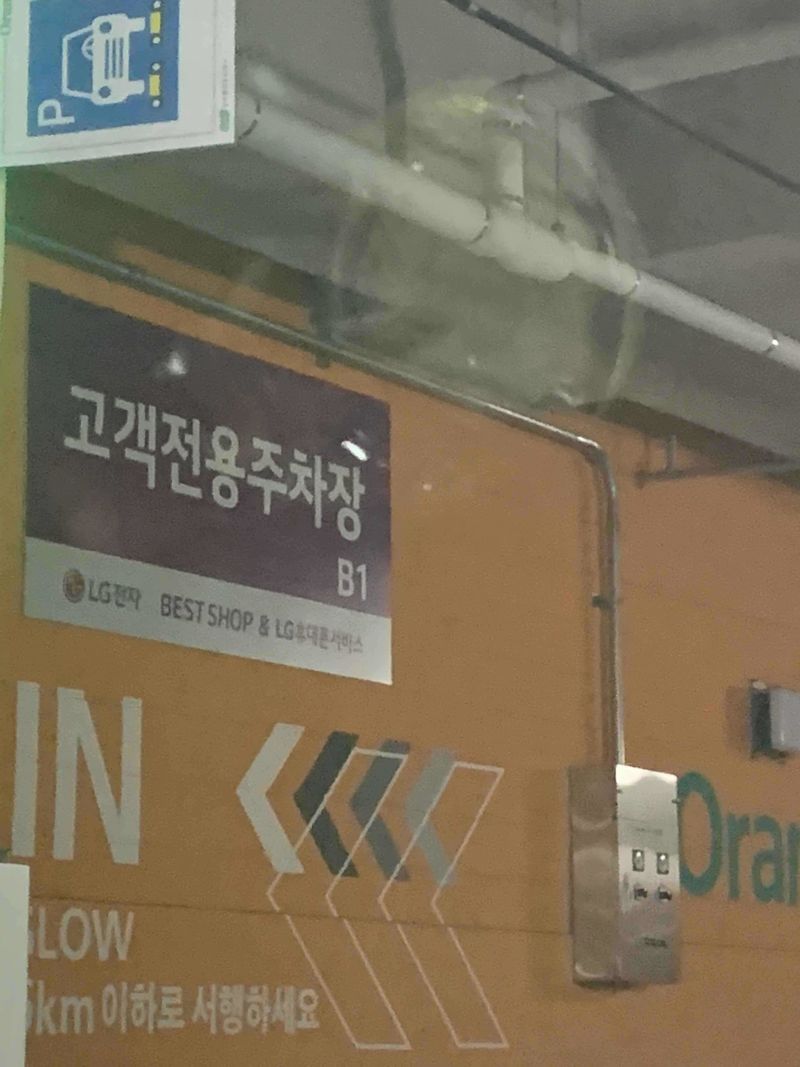 P
고객전용주차장
B1
LG전자 BEST SHOP & LG휴대폰서비스
IN
Oran
SLOW
5km 이하로 서행하세요